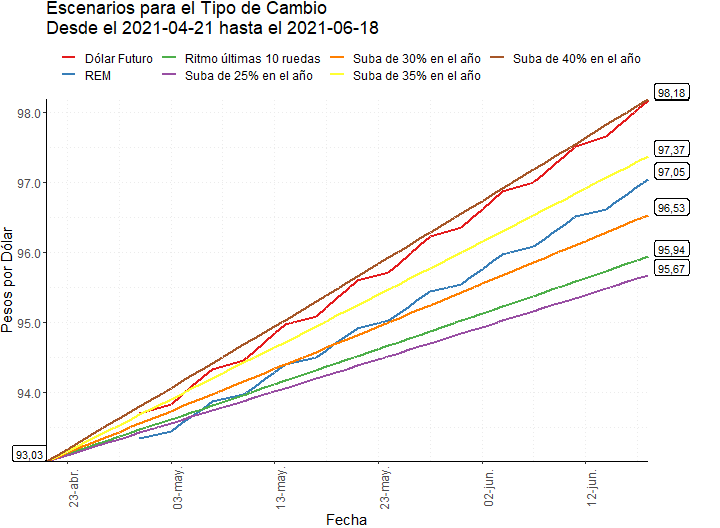 Escenarios para el Tipo de Cambio
Desde el 2021-04-21 hasta el 2021-06-18
Dólar Futuro Ritmo últimas 10 ruedas Suba de 30% en el año Suba de 40% en el año
REM Suba de 25% en el año Suba de 35% en el año
98,18
98.0
97,37
97.0
97,05
96,53
96.0
95,94
95,67
95.0
94.0
93,03
Pesos por Dólar
23-abr.
03-may.
13-may.
23-may.
02-jun.
12-jun.
Fecha